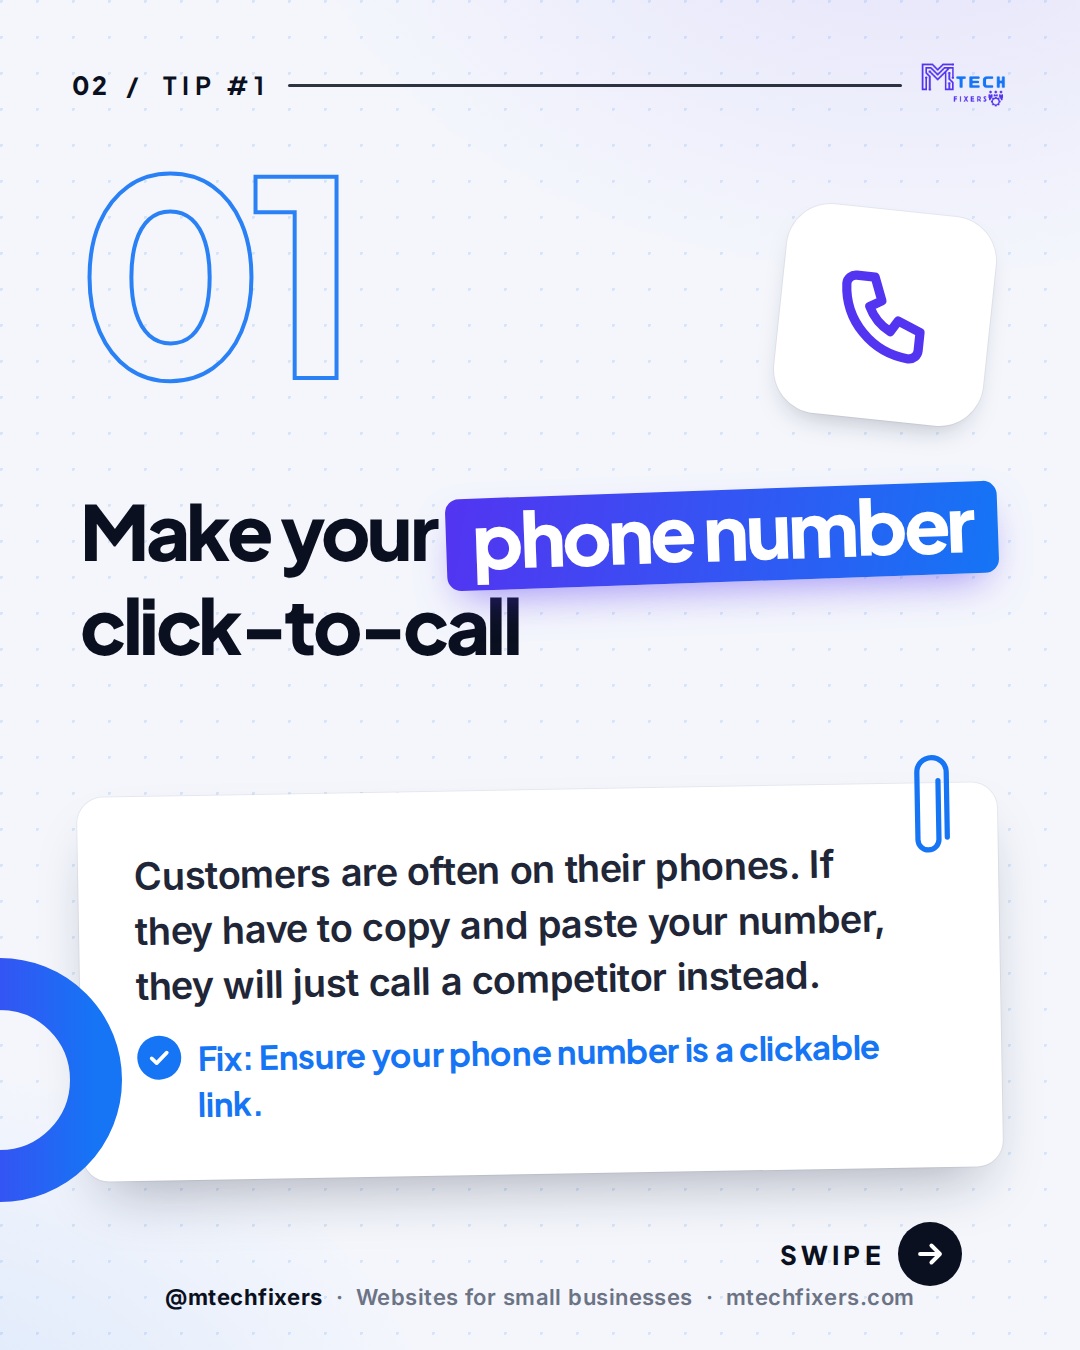 02 / TIP #1
MTECH
FIXERS
01
Make your phone number
click-to-call
Customers are often on their phones. If
they have to copy and paste your number,
they will just call a competitor instead.
Fix: Ensure your phone number is a clickable
link.
SWIPE
@mtechfixers · Websites for small businesses · mtechfixers.com